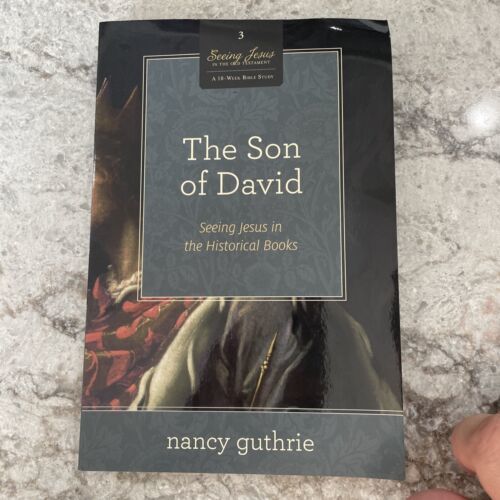 3
Seeing Jesus
IN THE OLD TESTAMENT
A 10-Week Bible Study
The Son
of David
Seeing Jesus in
the Historical Books
nancy guthrie